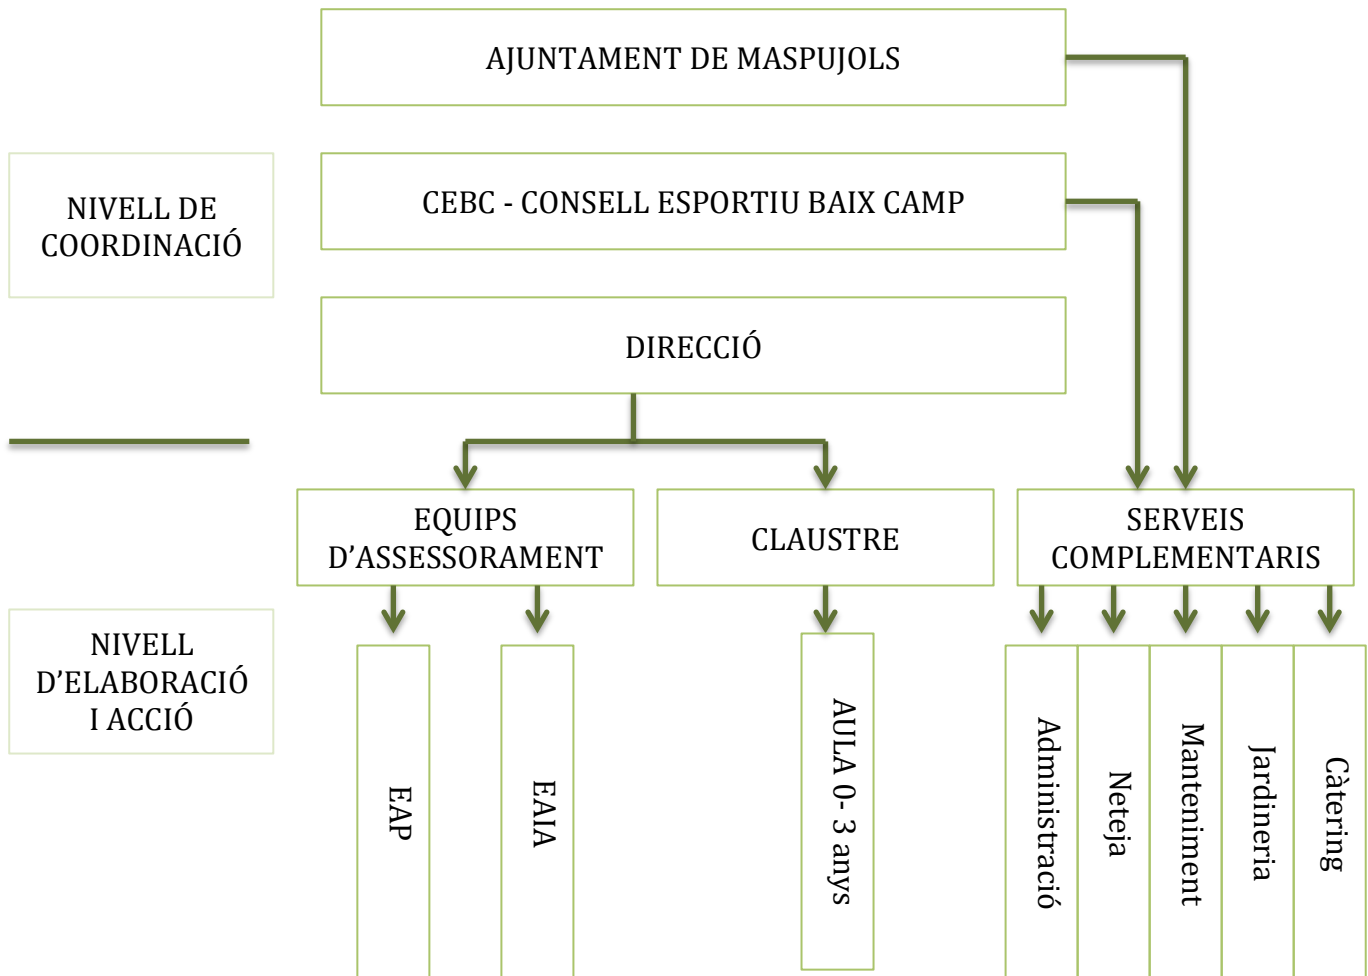 AJUNTAMENT DE MASPUJOLS
NIVELL DE
COORDINACIÓ
CEBC - CONSELL ESPORTIU BAIX CAMP
DIRECCIÓ
EQUIPS
D’ASSESSORAMENT
CLAUSTRE
SERVEIS
COMPLEMENTARIS
NIVELL
D’ELABORACIÓ
I ACCIÓ
EAP
EAIA
AULA 0- 3 anys
Administració
Neteja
Manteniment
Jardineria
Càtering